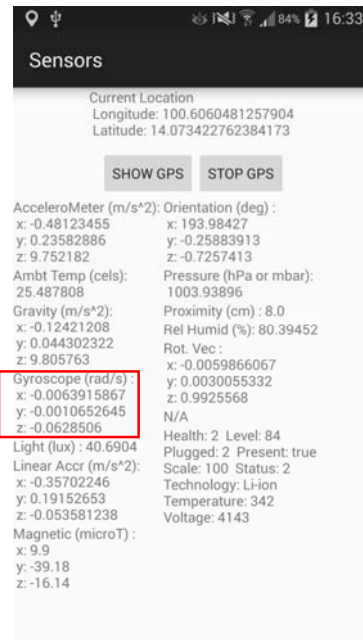 84% 16:33
Sensors
Current Location
Longitude: 100.6060481257904
Latitude: 14.073422762384173
SHOW GPS STOP GPS
AcceleroMeter (m/s^2):
x: -0.48123455
y: 0.23582886
z: 9.752182
Ambt Temp (cels):
25.487808
Gravity (m/s^2):
x: -0.12421208
y: 0.044302322
z: 9.805763
Gyroscope (rad/s) :
x: -0.0063915867
y: -0.0010652645
z: -0.0628506
Light (lux) : 40.6904
Linear Accr (m/s^2):
x: -0.35702246
y: 0.19152653
z: -0.053581238
Magnetic (microT) :
x: 9.9
y: -39.18
z: -16.14
Orientation (deg) :
x: 193.98427
y: -0.25883913
z: -0.7257413
Pressure (hPa or mbar):
1003.93896
Proximity (cm) : 8.0
Rel Humid (%): 80.39452
Rot. Vec :
x: -0.0059866067
y: 0.0030055332
z: 0.9925568
N/A
Health: 2 Level: 84
Plugged: 2 Present: true
Scale: 100 Status: 2
Technology: Li-ion
Temperature: 342
Voltage: 4143